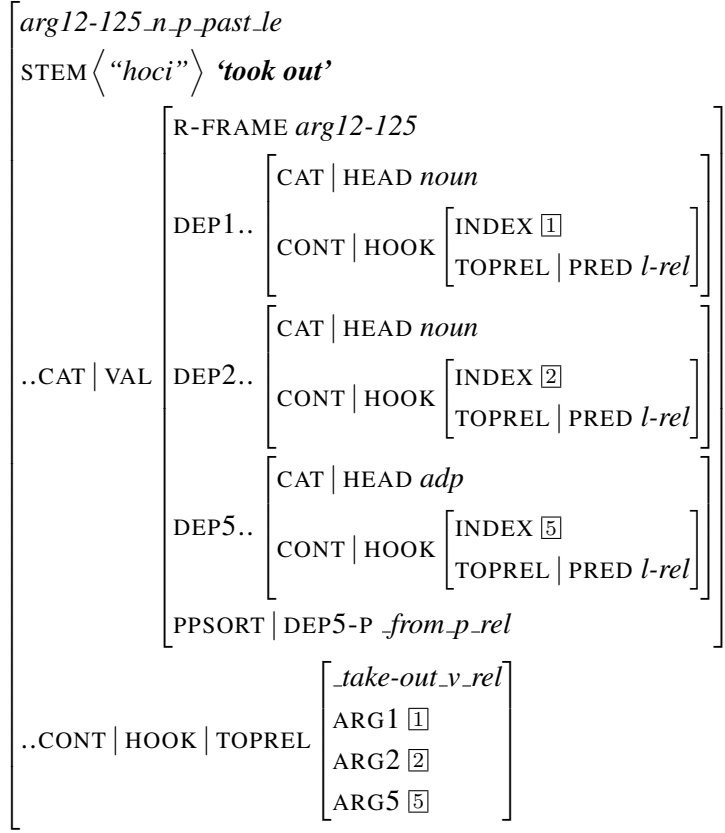 arg12-125_n_p_past_le
STEM⟨“hoci”⟩ ‘took out’
R-FRAME arg12-125
CAT | HEAD noun
DEP1.. CONT | HOOK INDEX 1
TOPREL | PRED l-rel
CAT | HEAD noun
..CAT | VAL DEP2.. CONT | HOOK INDEX 2
TOPREL | PRED l-rel
CAT | HEAD adp
DEP5.. CONT | HOOK INDEX 5
TOPREL | PRED l-rel
PPSORT | DEP5-P _from_p_rel
_take-out_v_rel
..CONT | HOOK | TOPREL ARG1 1
ARG2 2
ARG5 5